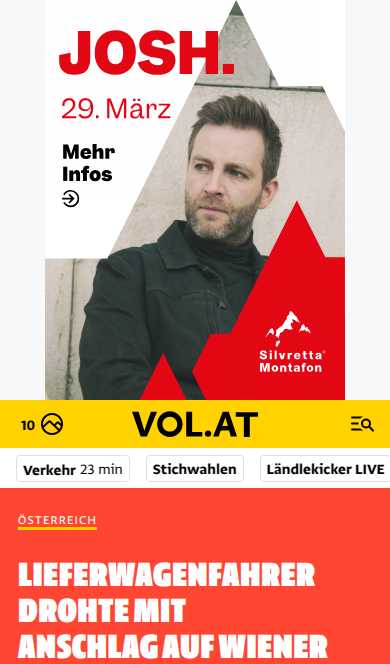 JOSH.
29. März
Mehr
Infos
Silvretta
Montafon
10
VOL.AT
Verkehr 23 min
Stichwahlen
Ländlekicker LIVE
ÖSTERREICH
LIEFERWAGENFAHRER
DROHTE MIT
ANSCHLAG AUF WIENER